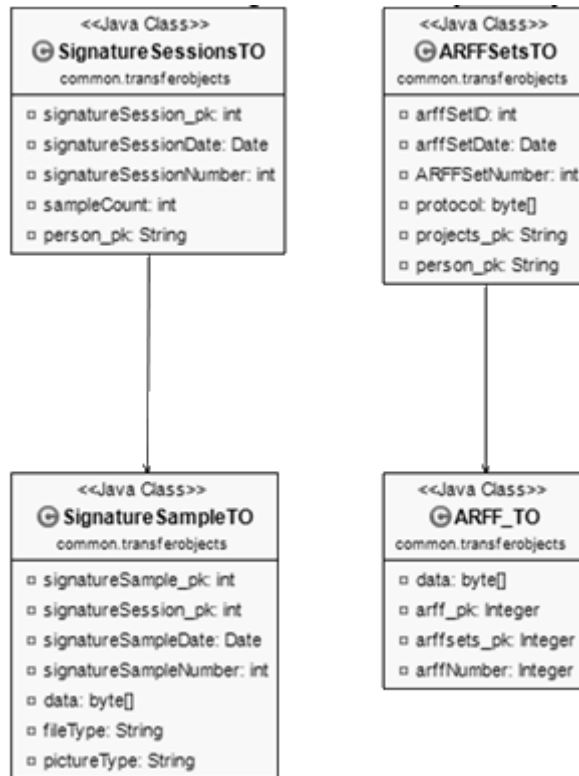 <<Java Class>>
SignatureSessionsTO
common.transferobjects
signatureSession_pk: int
signatureSessionDate: Date
signatureSessionNumber: int
sampleCount: int
person_pk: String
<<Java Class>>
ARFFSetsTO
common.transferobjects
arffSetID: int
arffSetDate: Date
ARFFSetNumber: int
protocol: byte[]
projects_pk: String
person_pk: String
<<Java Class>>
SignatureSampleTO
common.transferobjects
signatureSample_pk: int
signatureSession_pk: int
signatureSampleDate: Date
signatureSampleNumber: int
data: byte[]
fileType: String
pictureType: String
<<Java Class>>
ARFF_TO
common.transferobjects
data: byte[]
arff_pk: Integer
arffsets_pk: Integer
arffNumber: Integer